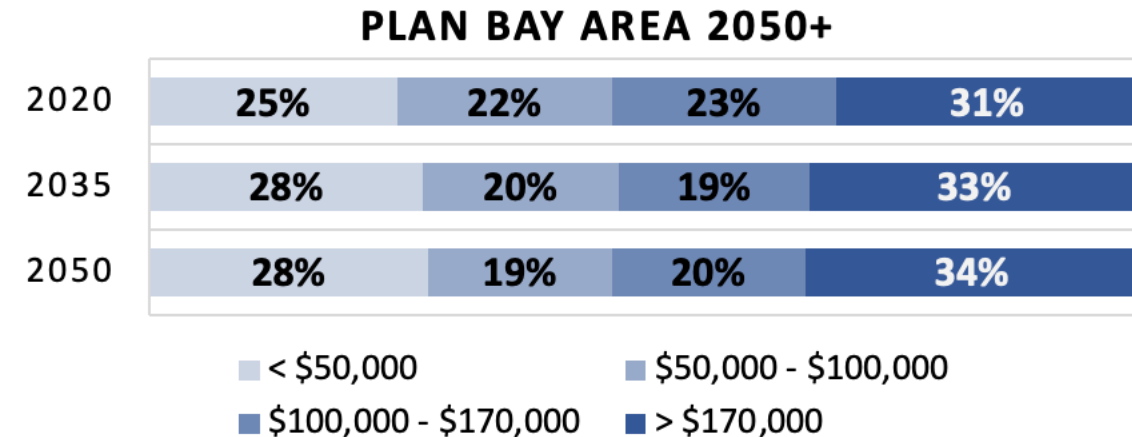 PLAN BAY AREA 2050+
2020 25% 22% 23% 31%
2035 28% 20% 19% 33%
2050 28% 19% 20% 34%
< $50,000 $50,000 - $100,000
$100,000 - $170,000 > $170,000